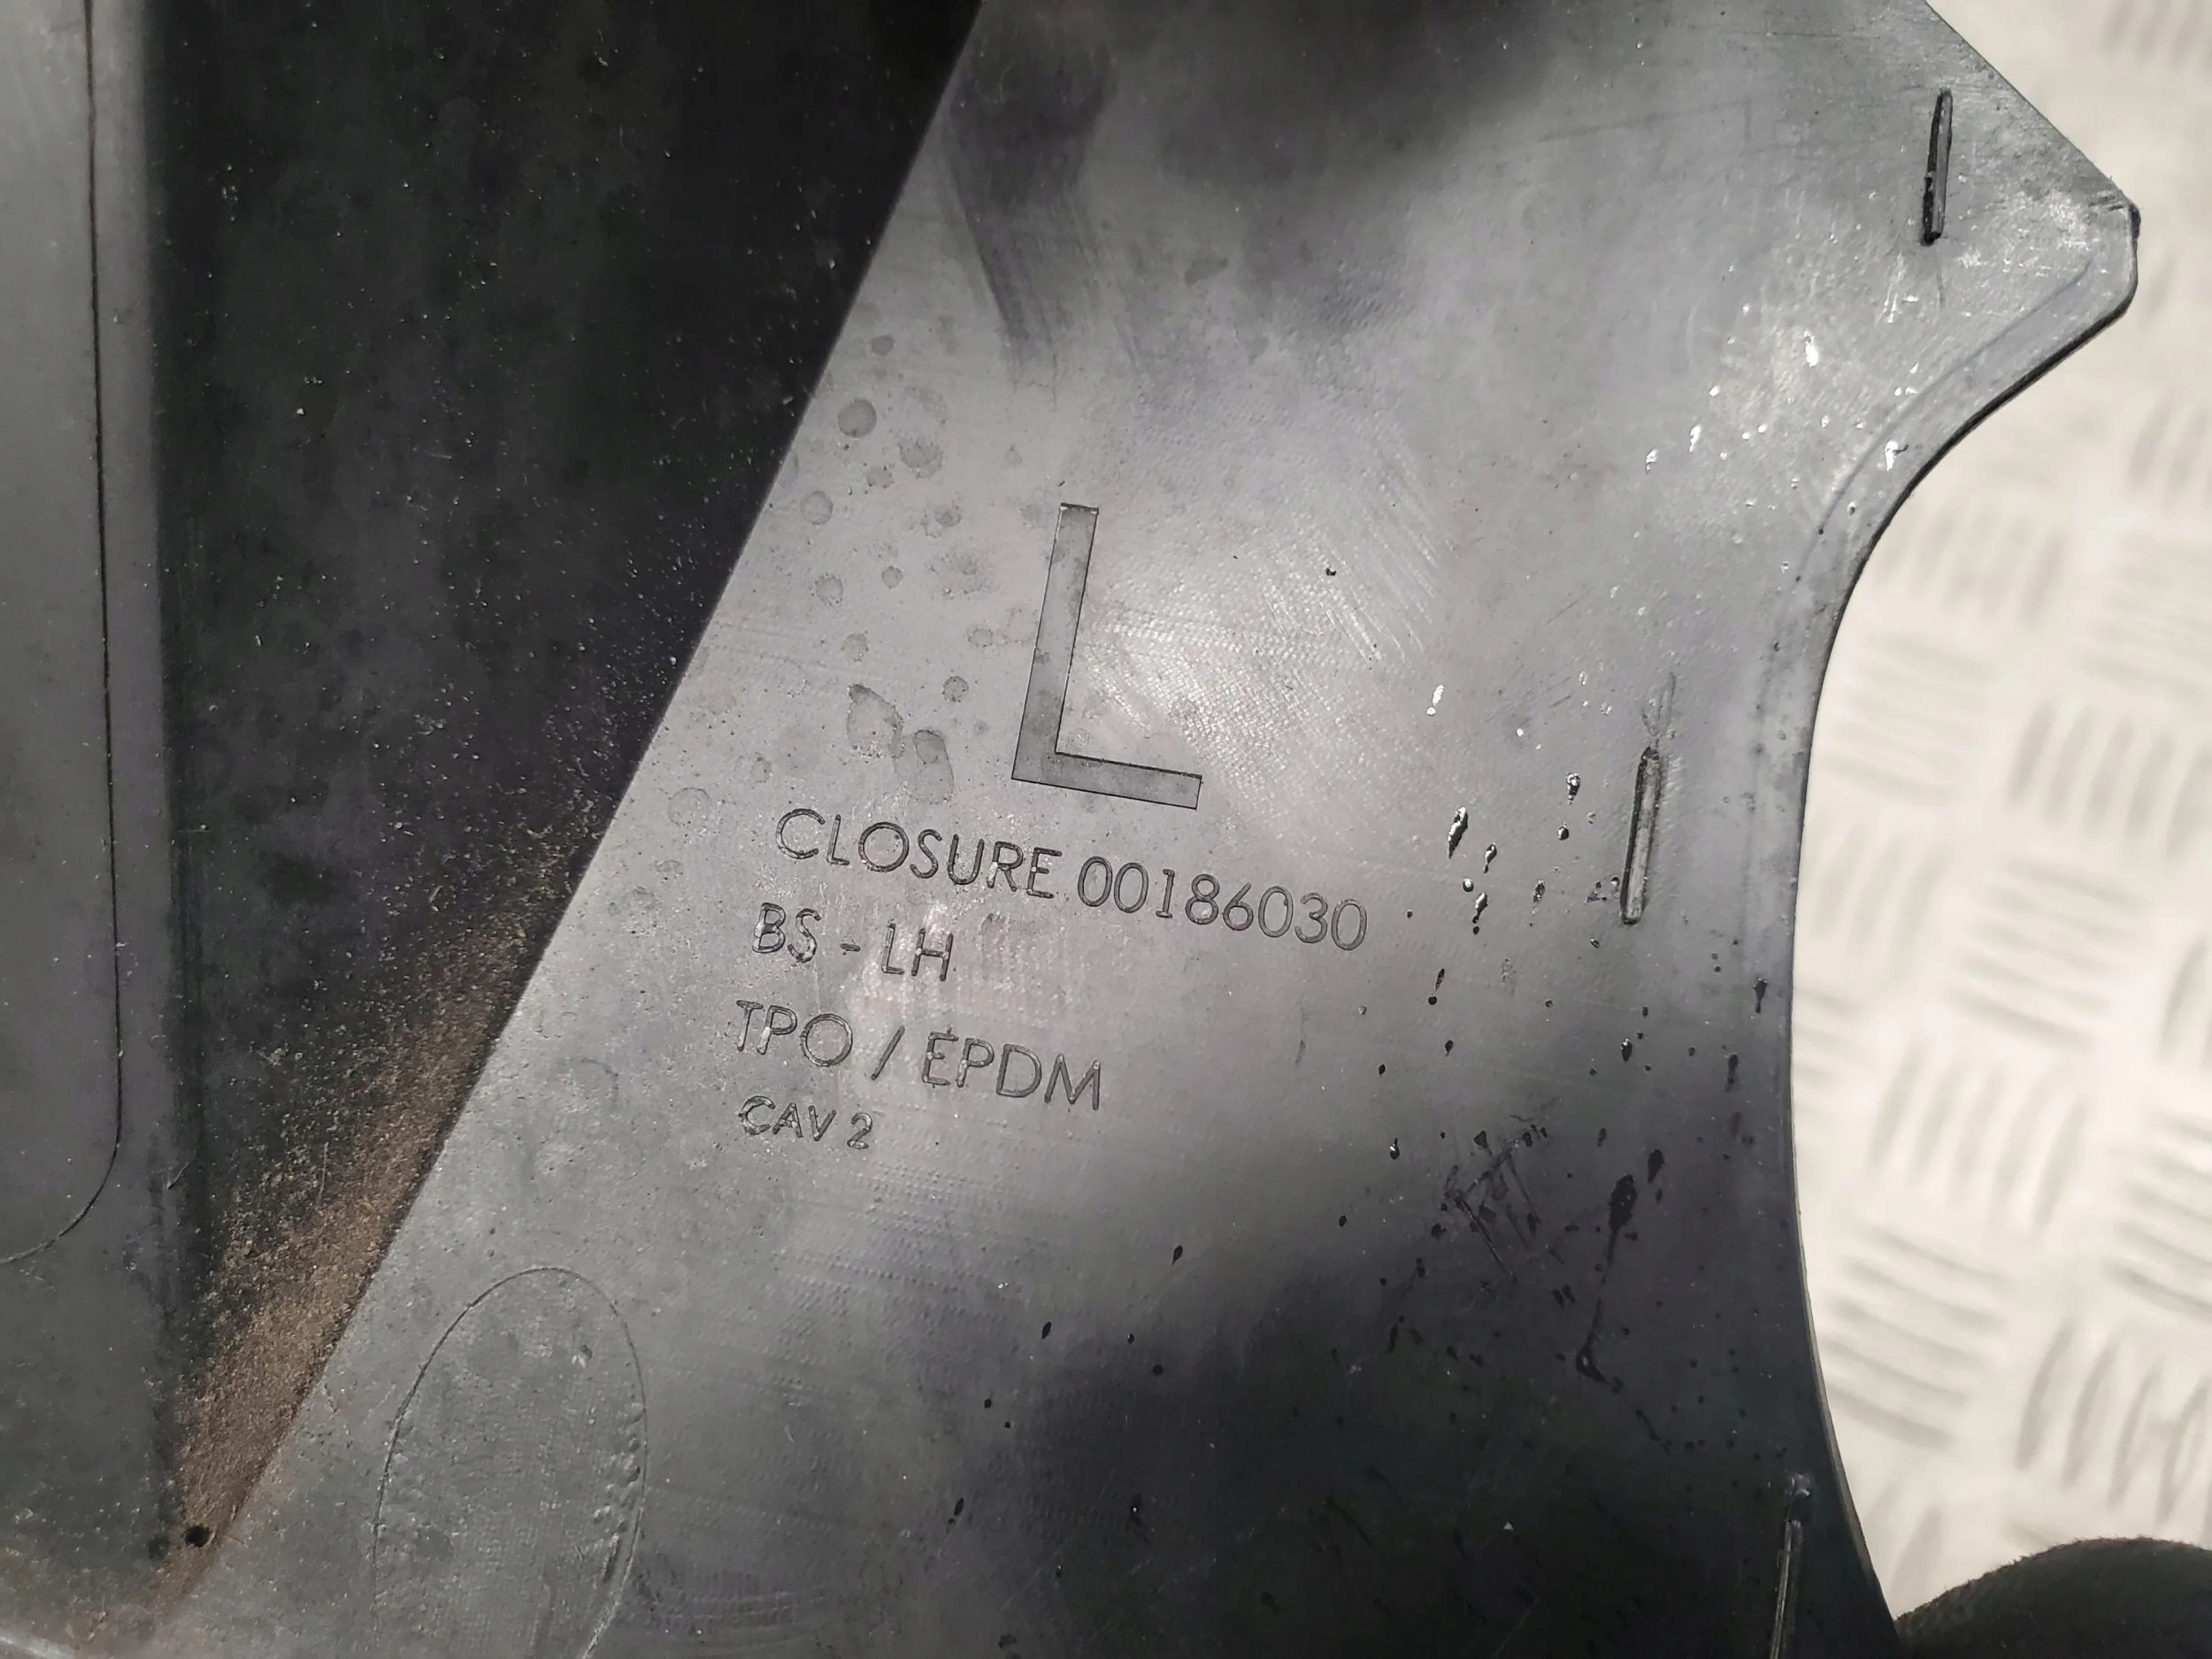 L
CLOSURE 00186030
BS - LH
TPO / EPDM
CAV 2